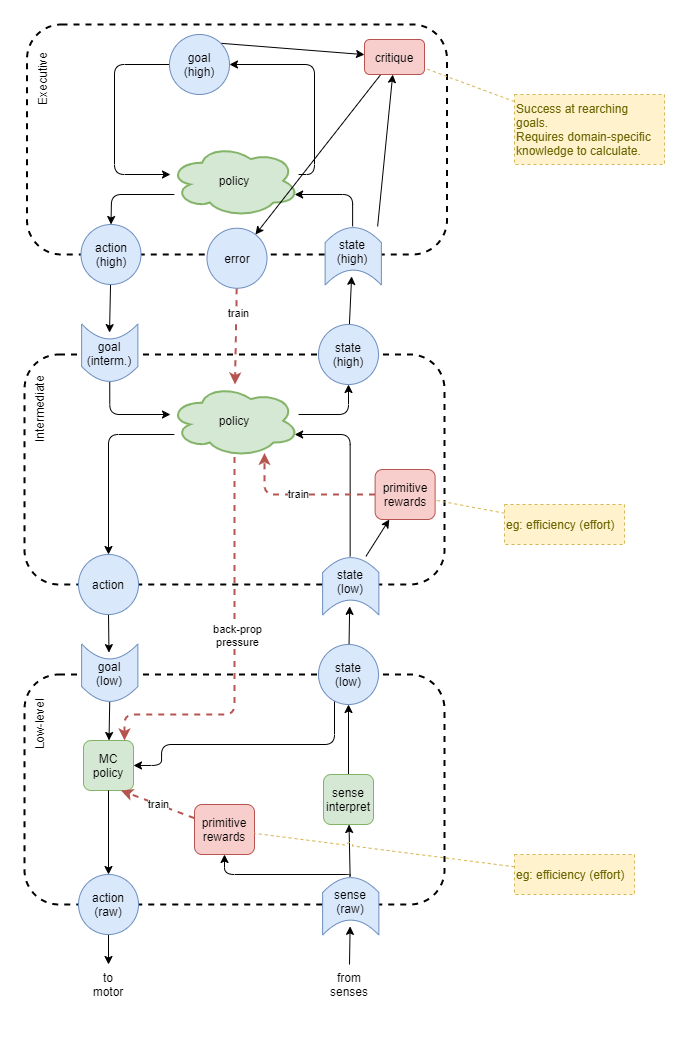 Executive
goal
(high)
critique
Success at rearching
goals.
Requires domain-specific
knowledge to calculate.
policy
action
(high)
error
state
(high)
train
goal
(interm.)
state
(high)
Intermediate
policy
primitive
rewards
train
eg: efficiency (effort)
action
state
(low)
back-prop
pressure
goal
(low)
state
(low)
Low-level
MC
policy
sense
interpret
train
primitive
rewards
eg: efficiency (effort)
action
(raw)
sense
(raw)
to
motor
from
senses